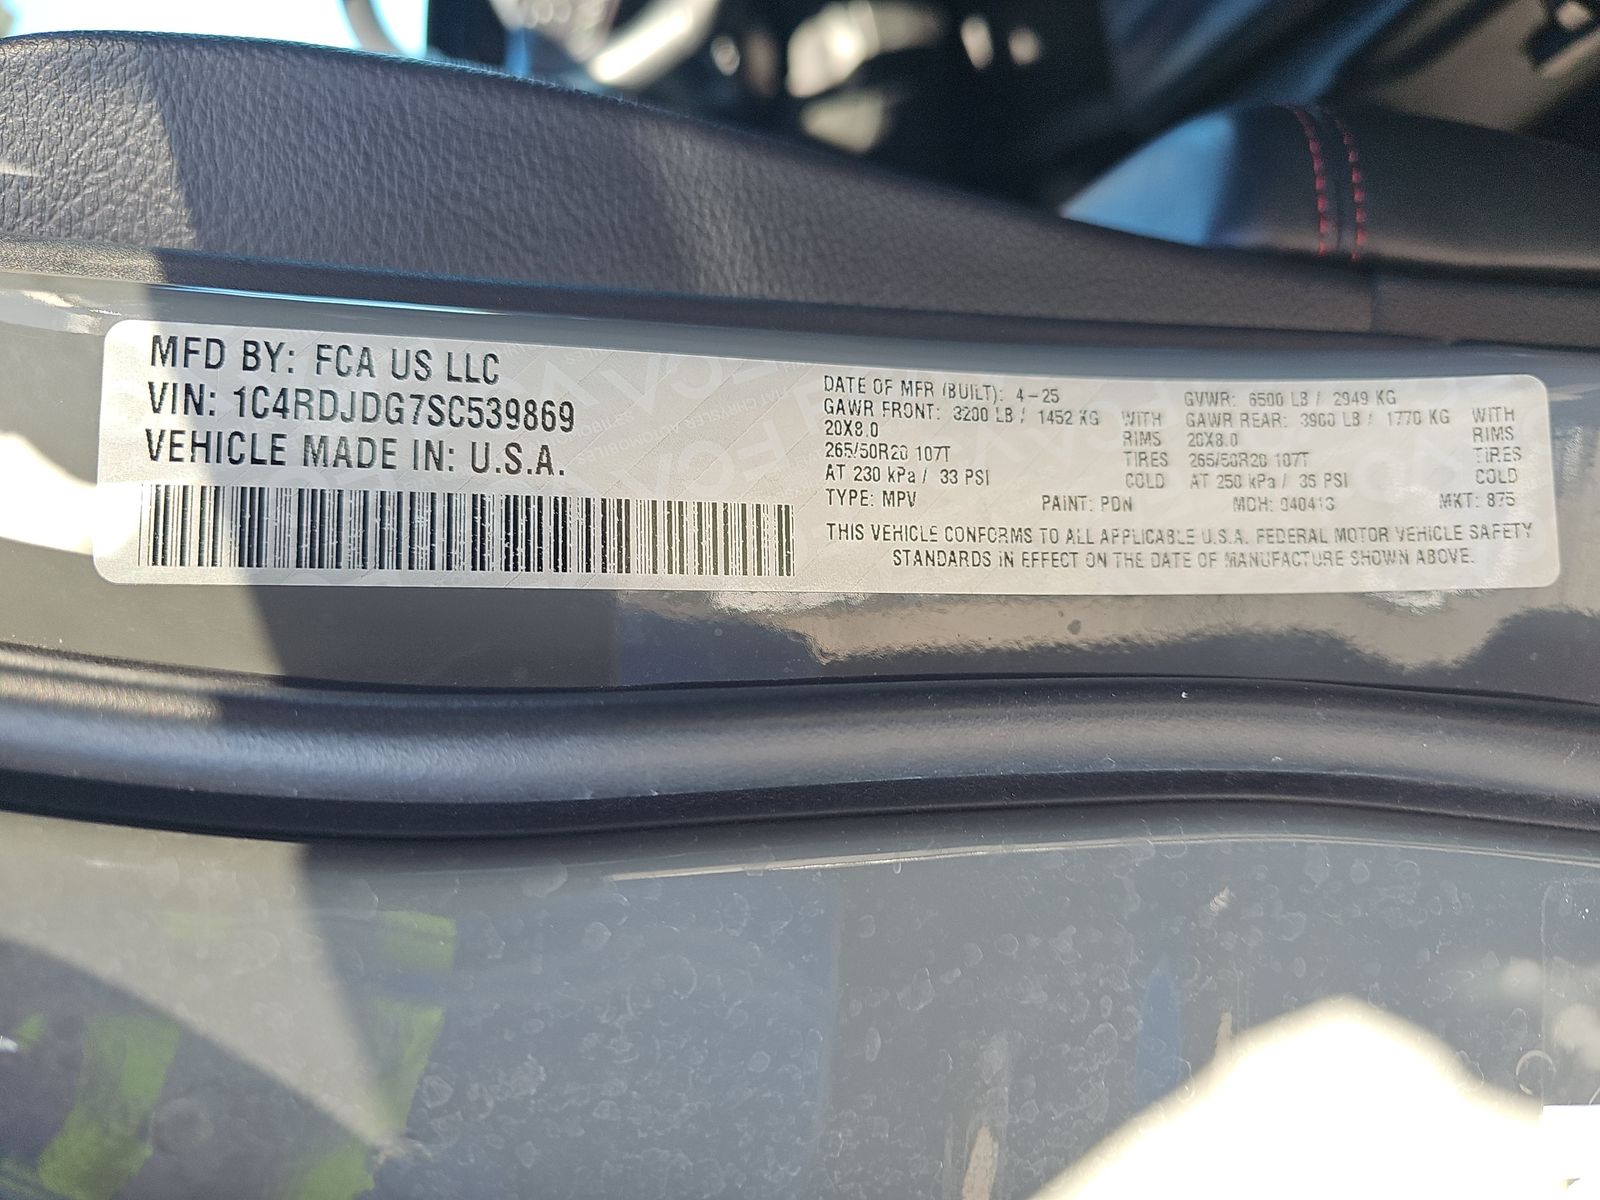 MFD BY: FCA US LLC
VIN: 1C4RDJDG7SC539869
VEHICLE MADE IN: U.S.A.
DATE OF MFR (BUILT): 4-25 GVWR: 6500 LB / 2949 KG
GAWR FRONT: 3200 LB / 1452 KG WITH GAWR REAR: 3900 LB / 1770 KG WITH
20X8.0 RIMS 20X8.0 RIMS
265/50R20 107T TIRES 265/50R20 107T TIRES
AT 230 kPa / 33 PSI COLD AT 250 kPa / 36 PSI COLD
TYPE: MPV PAINT: PDN MDH: 040413 MKT: 875
THIS VEHICLE CONFORMS TO ALL APPLICABLE U.S.A. FEDERAL MOTOR VEHICLE SAFETY
STANDARDS IN EFFECT ON THE DATE OF MANUFACTURE SHOWN ABOVE.